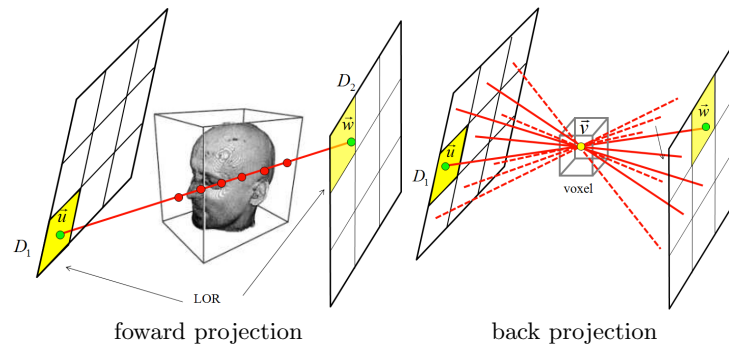 D₂
w⃗
u⃗
D₁
LOR
foward projection
w⃗
v⃗
u⃗
D₁
voxel
back projection